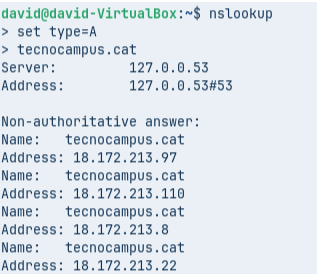 david@david-VirtualBox:~$ nslookup
> set type=A
> tecnocampus.cat
Server:         127.0.0.53
Address:        127.0.0.53#53

Non-authoritative answer:
Name:   tecnocampus.cat
Address: 18.172.213.97
Name:   tecnocampus.cat
Address: 18.172.213.110
Name:   tecnocampus.cat
Address: 18.172.213.8
Name:   tecnocampus.cat
Address: 18.172.213.22